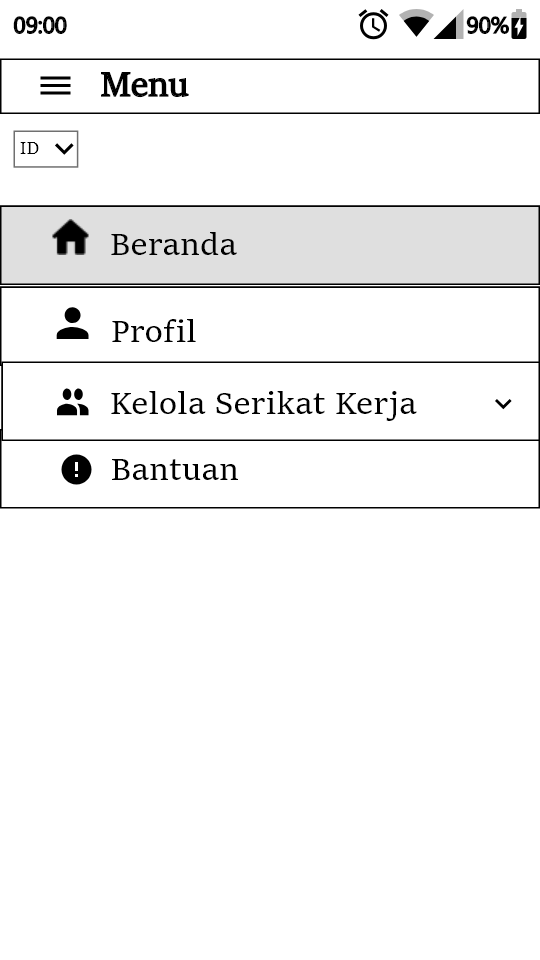 09:00 90%
Menu
ID
Beranda
Profil
Kelola Serikat Kerja
Bantuan